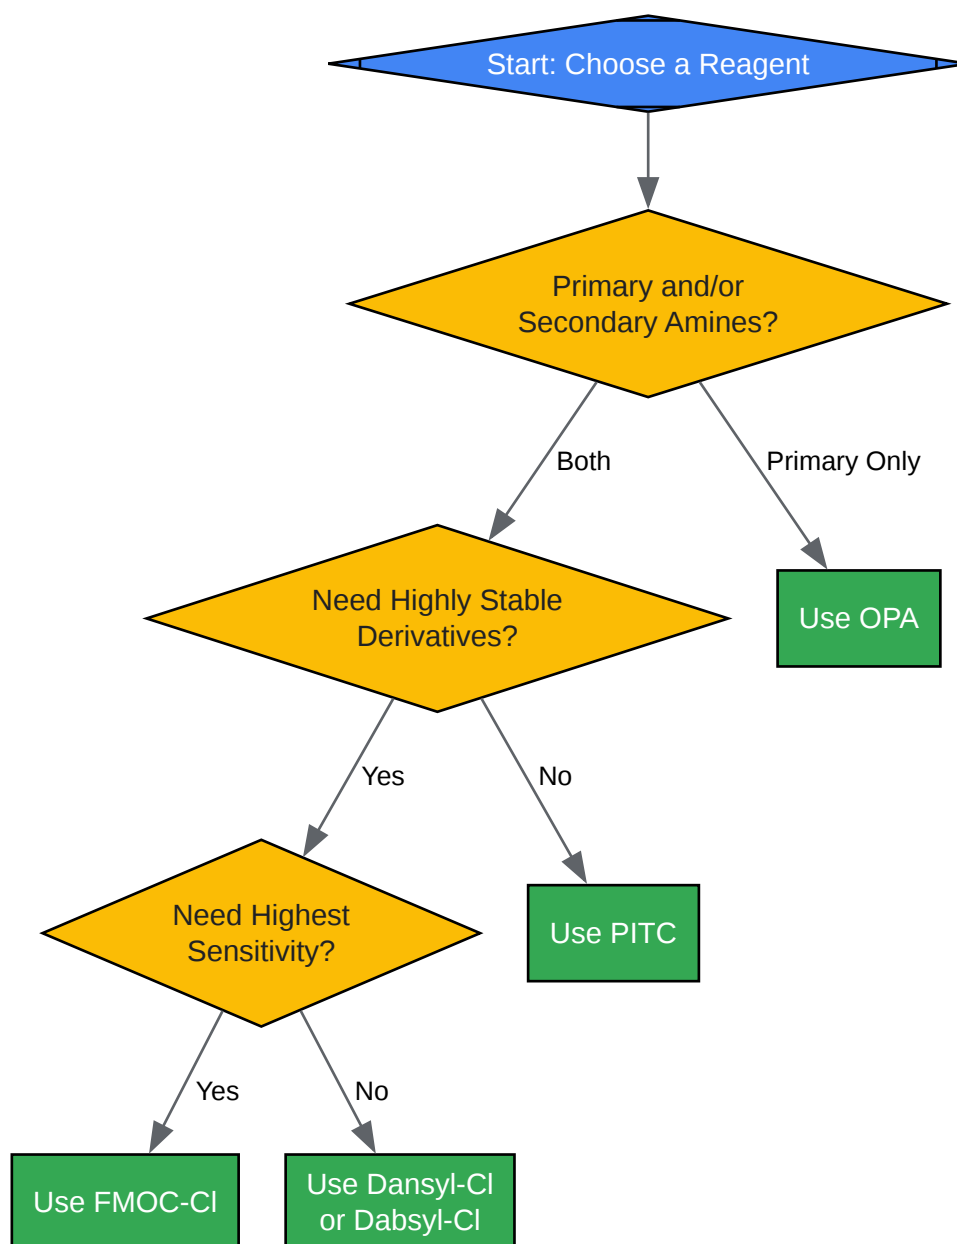 Start: Choose a Reagent
Primary and/or
Secondary Amines?
Both
Primary Only
Need Highly Stable
Derivatives?
Use OPA
Yes
No
Need Highest
Sensitivity?
Use PITC
Yes
No
Use FMOC-Cl
Use Dansyl-Cl
or Dabsyl-Cl